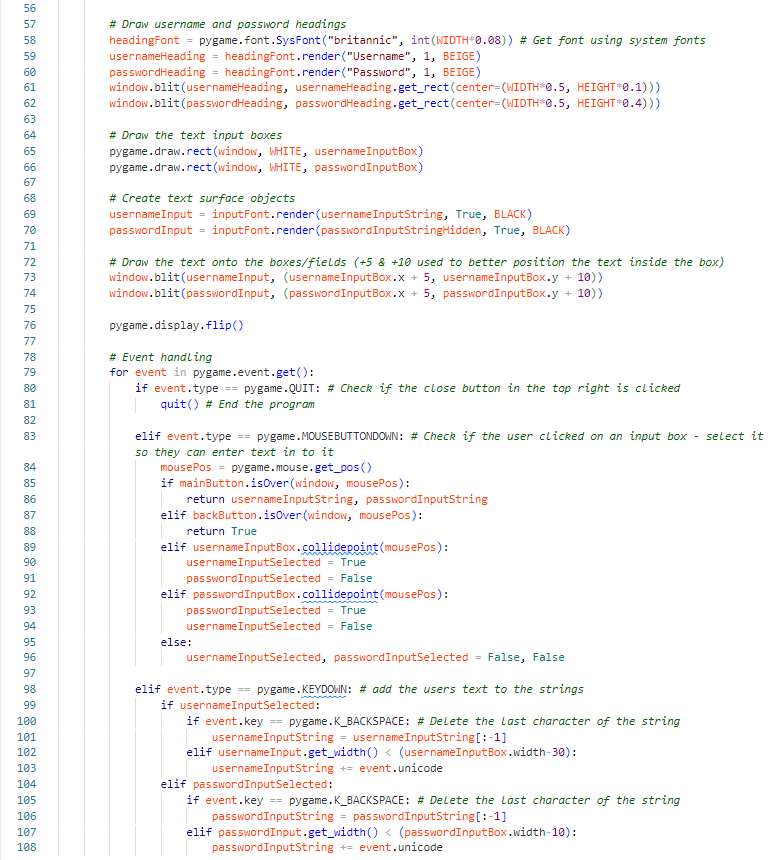 56
57 # Draw username and password headings
58 headingFont = pygame.font.SysFont("britannic", int(WIDTH*0.08)) # Get font using system fonts
59 usernameHeading = headingFont.render("Username", 1, BEIGE)
60 passwordHeading = headingFont.render("Password", 1, BEIGE)
61 window.blit(usernameHeading, usernameHeading.get_rect(center=(WIDTH*0.5, HEIGHT*0.1)))
62 window.blit(passwordHeading, passwordHeading.get_rect(center=(WIDTH*0.5, HEIGHT*0.4)))
63
64 # Draw the text input boxes
65 pygame.draw.rect(window, WHITE, usernameInputBox)
66 pygame.draw.rect(window, WHITE, passwordInputBox)
67
68 # Create text surface objects
69 usernameInput = inputFont.render(usernameInputString, True, BLACK)
70 passwordInput = inputFont.render(passwordInputStringHidden, True, BLACK)
71
72 # Draw the text onto the boxes/fields (+5 & +10 used to better position the text inside the box)
73 window.blit(usernameInput, (usernameInputBox.x + 5, usernameInputBox.y + 10))
74 window.blit(passwordInput, (passwordInputBox.x + 5, passwordInputBox.y + 10))
75
76 pygame.display.flip()
77
78 # Event handling
79 for event in pygame.event.get():
80 if event.type == pygame.QUIT: # Check if the close button in the top right is clicked
81 quit() # End the program
82
83 elif event.type == pygame.MOUSEBUTTONDOWN: # Check if the user clicked on an input box - select it
so they can enter text in to it
84 mousePos = pygame.mouse.get_pos()
85 if mainButton.isOver(window, mousePos):
86 return usernameInputString, passwordInputString
87 elif backButton.isOver(window, mousePos):
88 return True
89 elif usernameInputBox.collidepoint(mousePos):
90 usernameInputSelected = True
91 passwordInputSelected = False
92 elif passwordInputBox.collidepoint(mousePos):
93 passwordInputSelected = True
94 usernameInputSelected = False
95 else:
96 usernameInputSelected, passwordInputSelected = False, False
97
98 elif event.type == pygame.KEYDOWN: # add the users text to the strings
99 if usernameInputSelected:
100 if event.key == pygame.K_BACKSPACE: # Delete the last character of the string
101 usernameInputString = usernameInputString[:-1]
102 elif usernameInput.get_width() < (usernameInputBox.width-30):
103 usernameInputString += event.unicode
104 elif passwordInputSelected:
105 if event.key == pygame.K_BACKSPACE: # Delete the last character of the string
106 passwordInputString = passwordInputString[:-1]
107 elif passwordInput.get_width() < (passwordInputBox.width-10):
108 passwordInputString += event.unicode